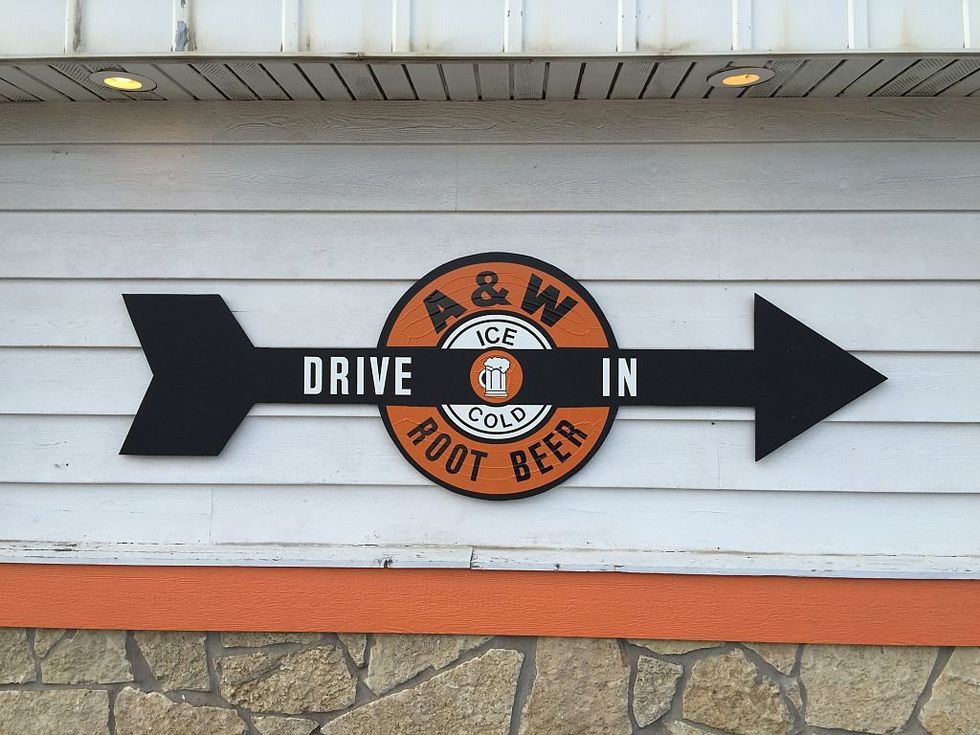 A & W
ICE
DRIVE IN
COLD
ROOT BEER